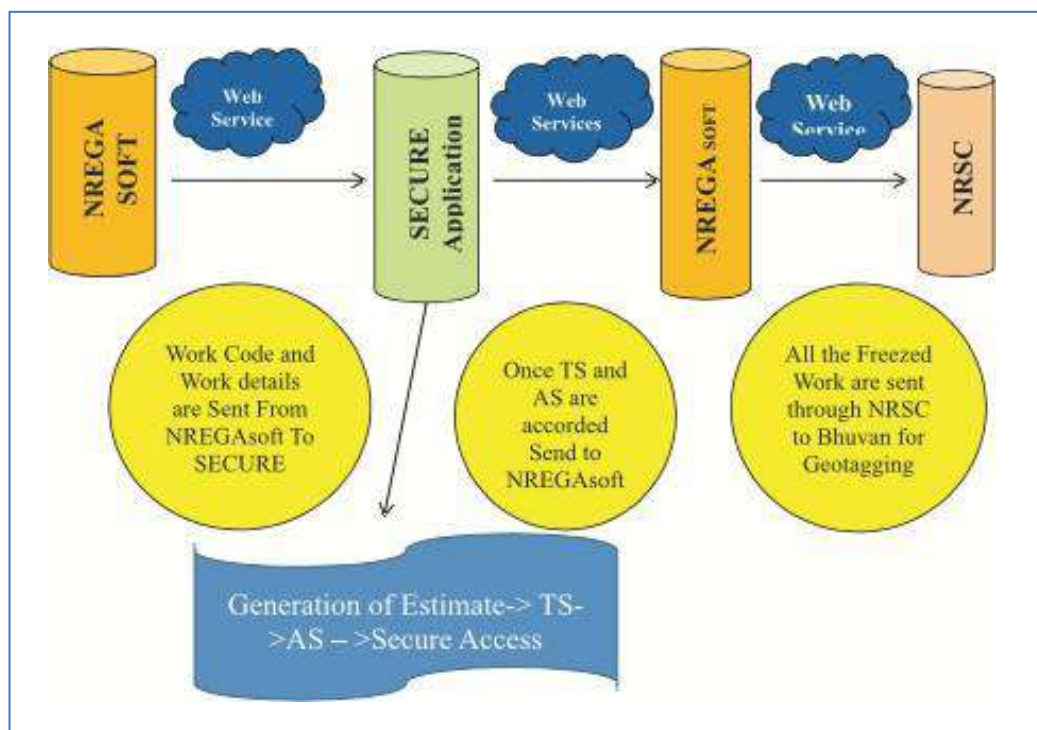 NREGA
SOFT
Web
Service
SECURE
Application
Web
Services
NREGA SOFT
Web
Service
NRSC
Work Code and
Work details
are Sent From
NREGAsoft To
SECURE
Once TS and
AS are
accorded
Send to
NREGAsoft
All the Freezed
Work are sent
through NRSC
to Bhuvan for
Geotagging
Generation of Estimate-> TS-
>AS – >Secure Access